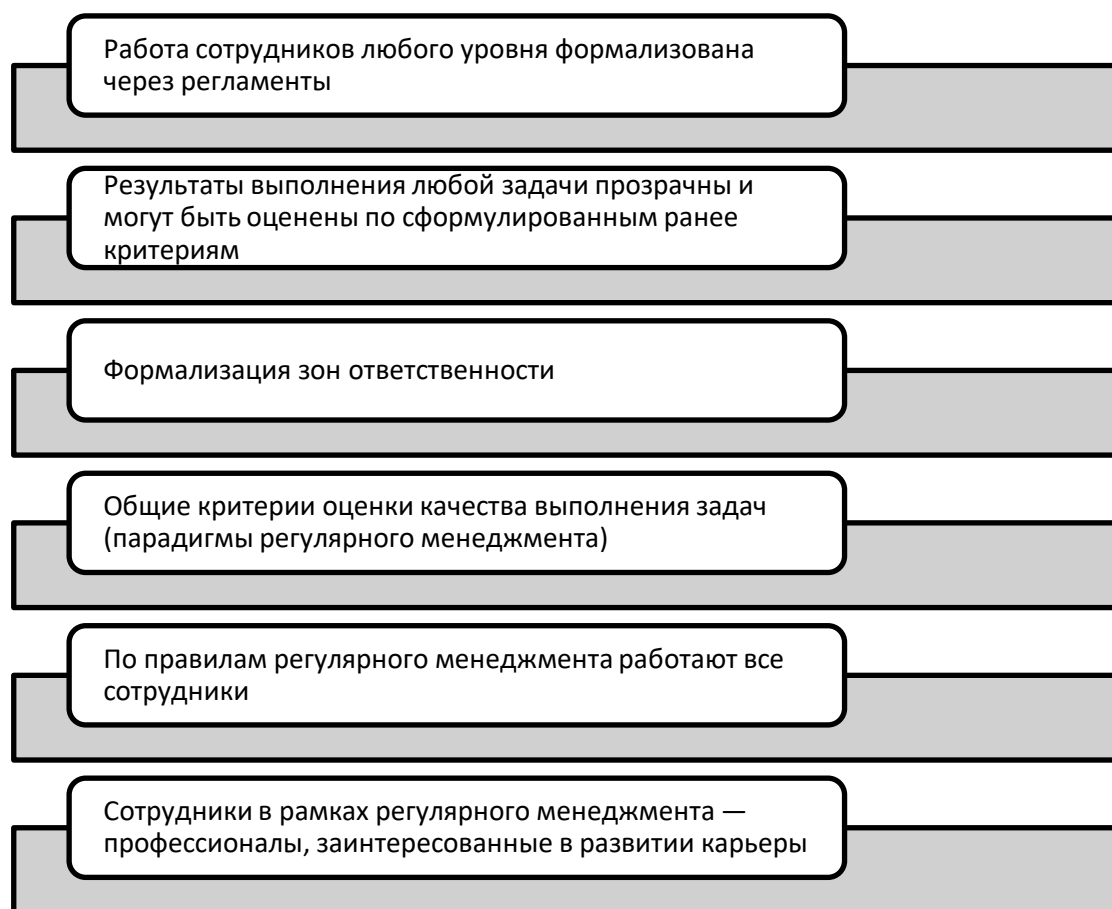 Работа сотрудников любого уровня формализована
через регламенты
Результаты выполнения любой задачи прозрачны и
могут быть оценены по сформулированным ранее
критериям
Формализация зон ответственности
Общие критерии оценки качества выполнения задач
(парадигмы регулярного менеджмента)
По правилам регулярного менеджмента работают все
сотрудники
Сотрудники в рамках регулярного менеджмента —
профессионалы, заинтересованные в развитии карьеры